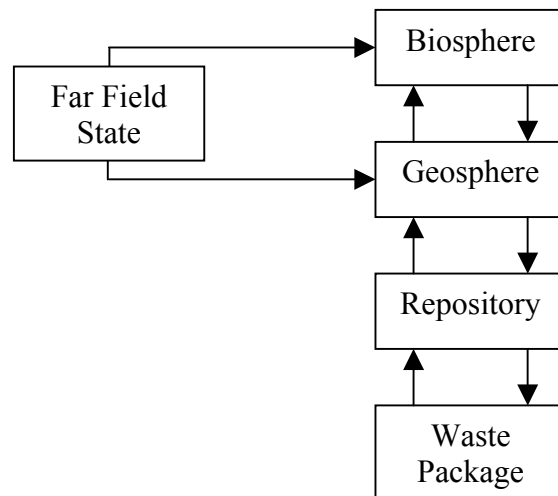 Biosphere
Far Field
State
Geosphere
Repository
Waste
Package